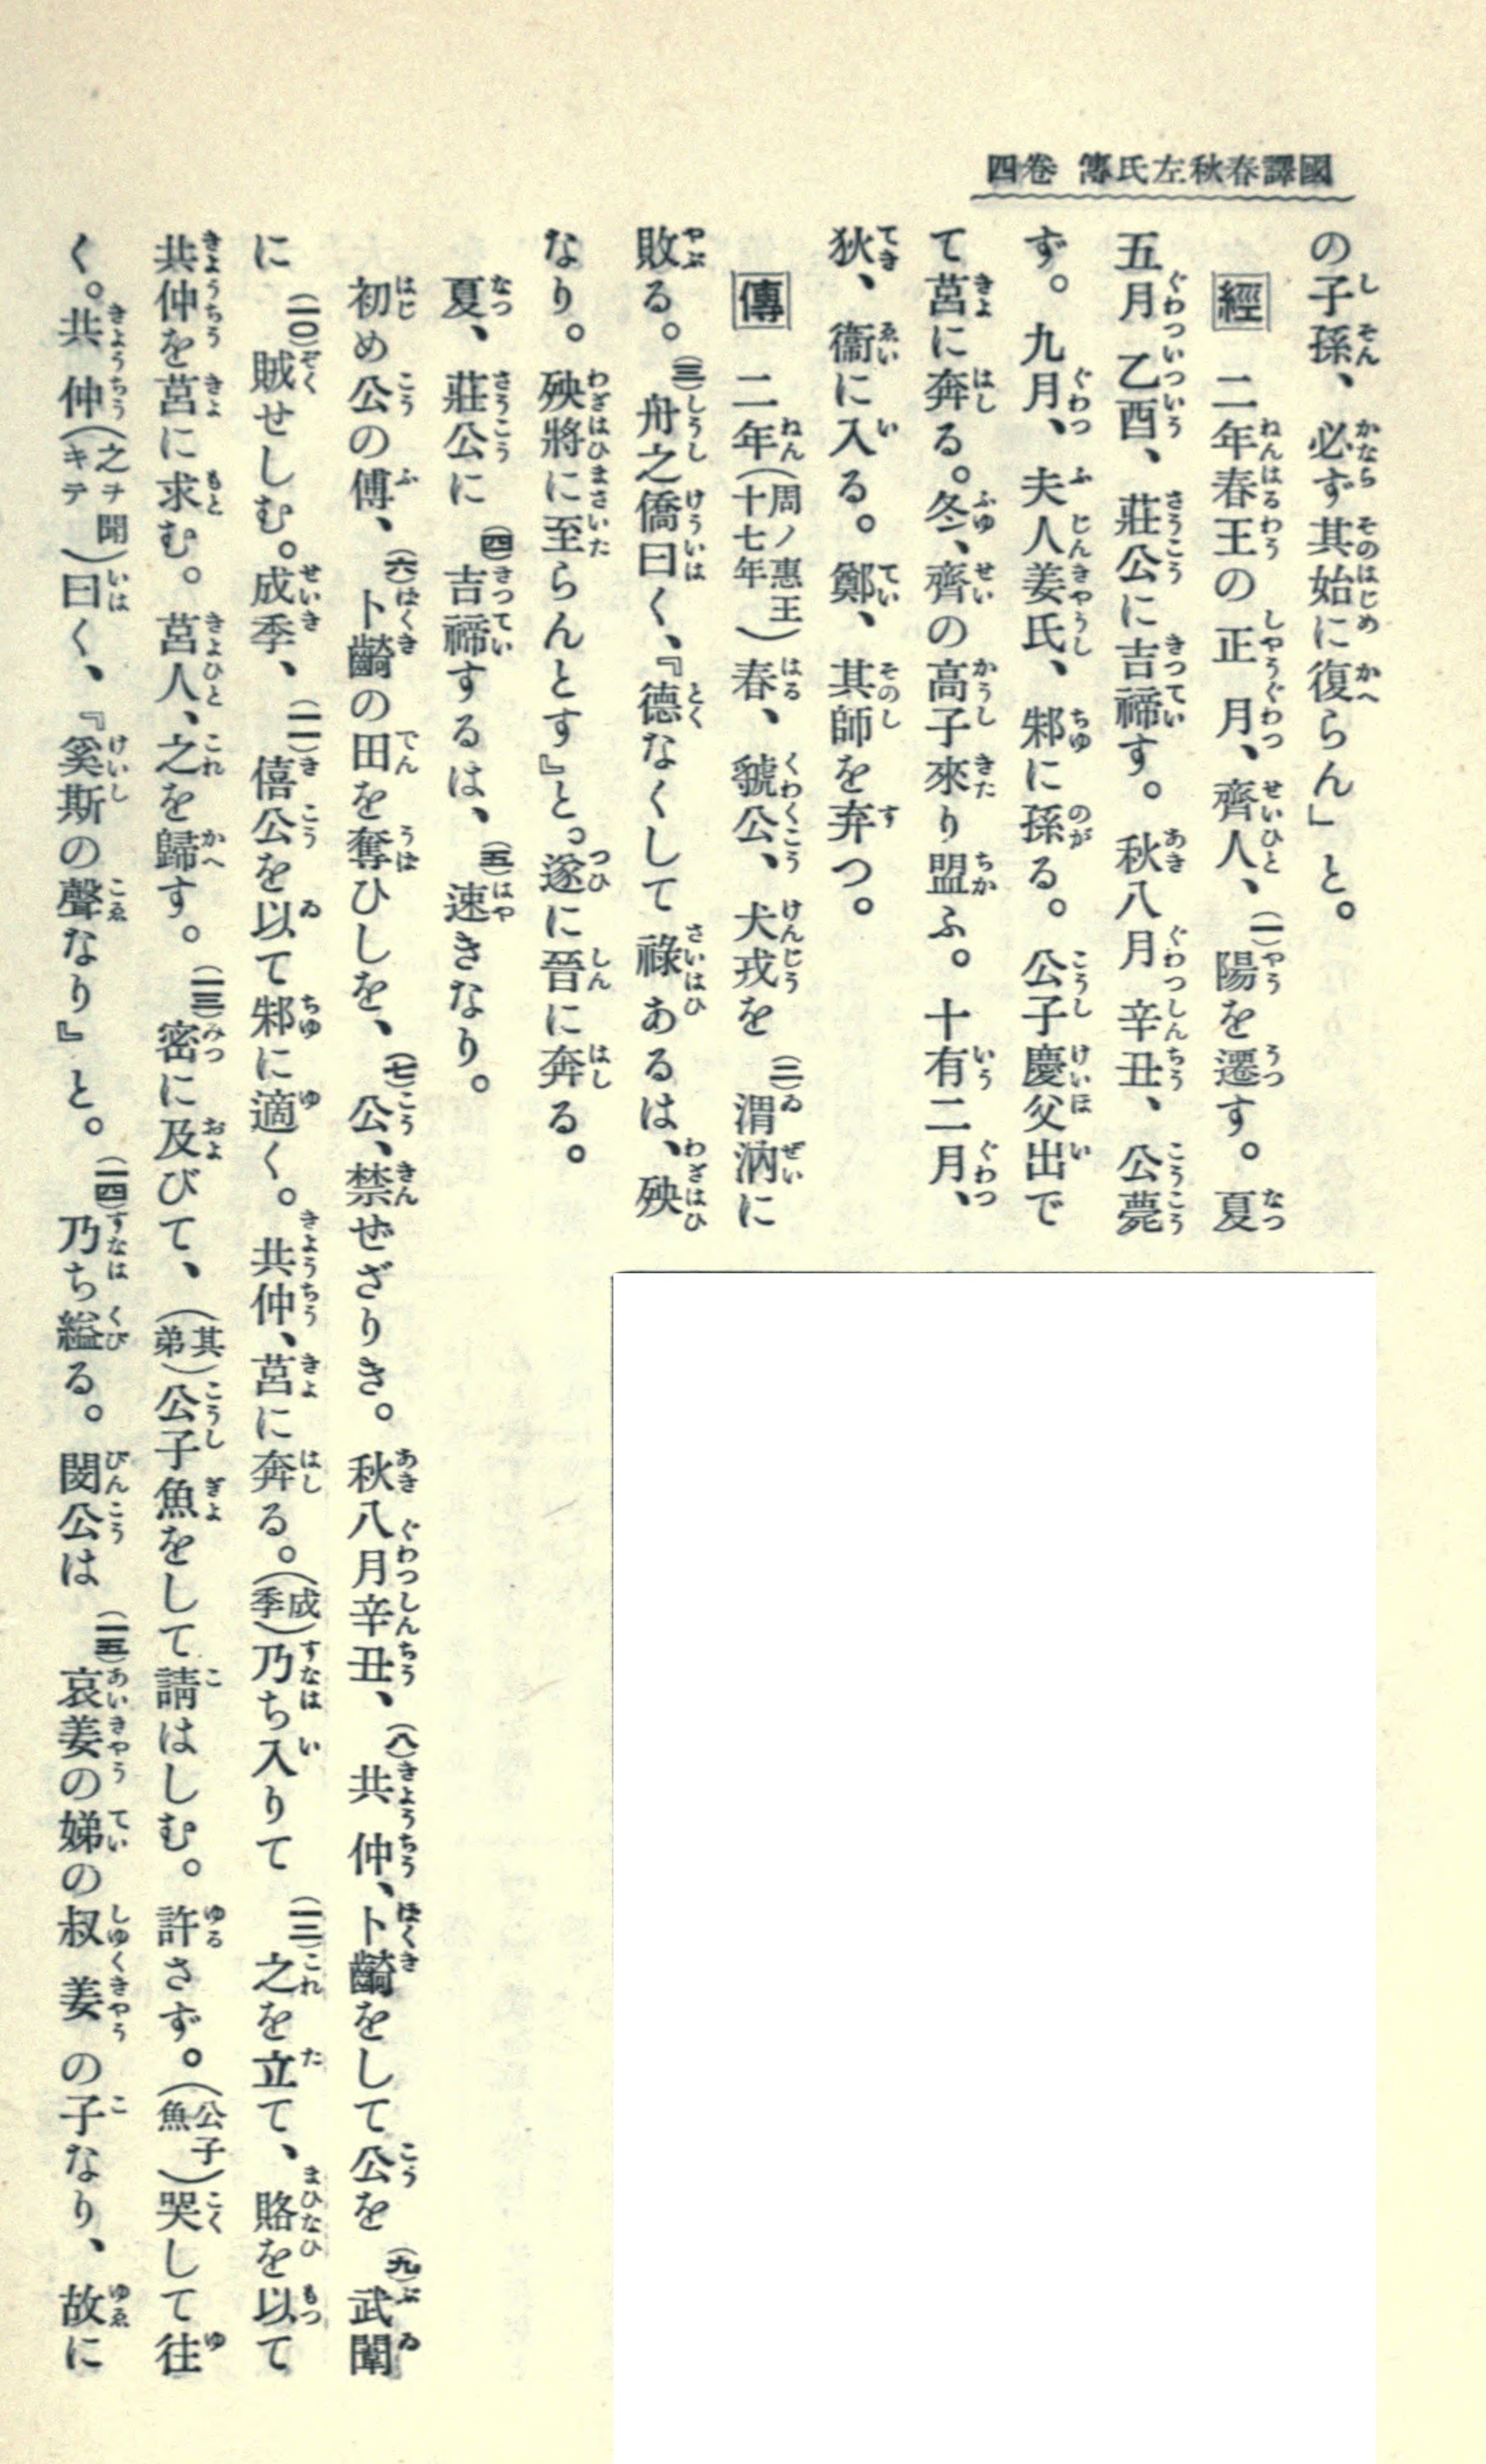 國譯春秋左氏傳 卷四
の子孫、必ず其始に復らん」と。
經 二年春王の正月、齊人、(一)陽を遷す。夏
五月乙酉、莊公に吉禘す。秋八月辛丑、公薨
ず。九月、夫人姜氏、邾に孫る。公子慶父出で
て莒に奔る。冬、齊の高子來り盟ふ。十有二月、
狄、衞に入る。鄭、其師を弃つ。
傳 二年(周ノ惠王十七年)春、虢公、犬戎を(二)渭汭に
敗る。(三)舟之僑曰く、『德なくして祿あるは、殃
なり。殃將に至らんとす』と。遂に晉に奔る。
夏、莊公に(四)吉禘するは、(五)速きなり。
初め公の傅、(六)卜齮の田を奪ひしを、(七)公、禁ぜざりき。秋八月辛丑、(八)共仲、卜齮をして公を(九)武闈
に(一〇)賊せしむ。成季、(一一)僖公を以て邾に適く。共仲、莒に奔る。(成季)乃ち入りて(一二)之を立て、賂を以て
共仲を莒に求む。莒人、之を歸す。(一三)密に及びて、(其弟)公子魚をして請はしむ。許さず。(公子魚)哭して往
く。共仲(之ヲ聞キテ)曰く、『奚斯の聲なり』と。(一四)乃ち縊る。閔公は(一五)哀姜の娣の叔姜の子なり、故に